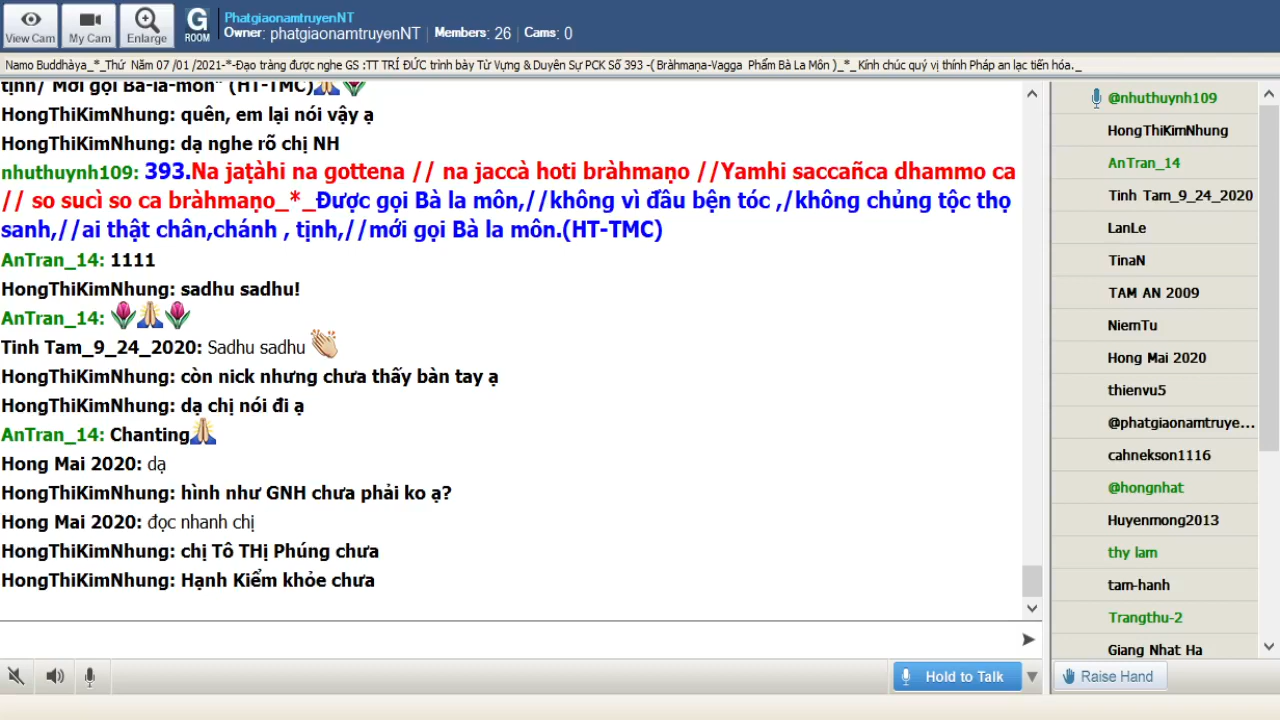 PhatgiaonamtruyenNT
Owner: phatgiaonamtruyenNT | Members: 26 | Cams: 0
View Cam
My Cam
Enlarge
G ROOM
Namo Buddhàya_*_Thứ Năm 07 /01 /2021-*-Đạo tràng được nghe GS :TT TRÍ ĐỨC trình bày Từ Vựng & Duyên Sự PCK Số 393 -( Bràhmaṇa-Vagga Phẩm Bà La Môn )_*_ Kính chúc quý vị thính Pháp an lạc tiến hóa._
tịnh/ Mới gọi Bà-la-môn" (HT-TMC)🙏🌷
HongThiKimNhung: quên, em lại nói vậy ạ
HongThiKimNhung: dạ nghe rõ chị NH
nhuthuynh109: 393.Na jaṭàhi na gottena // na jaccà hoti bràhmaṇo //Yamhi saccañca dhammo ca
// so sucì so ca bràhmaṇo_*_Được gọi Bà la môn,//không vì đầu bện tóc ,/không chủng tộc thọ
sanh,//ai thật chân,chánh , tịnh,//mới gọi Bà la môn.(HT-TMC)
AnTran_14: 1111
HongThiKimNhung: sadhu sadhu!
AnTran_14: 🌷🙏🌷
Tinh Tam_9_24_2020: Sadhu sadhu 👏
HongThiKimNhung: còn nick nhưng chưa thấy bàn tay ạ
HongThiKimNhung: dạ chị nói đi ạ
AnTran_14: Chanting🙏
Hong Mai 2020: dạ
HongThiKimNhung: hình như GNH chưa phải ko ạ?
Hong Mai 2020: đọc nhanh chị
HongThiKimNhung: chị Tô THị Phúng chưa
HongThiKimNhung: Hạnh Kiểm khỏe chưa
Hold to Talk
@nhuthuynh109
HongThiKimNhung
AnTran_14
Tinh Tam_9_24_2020
LanLe
TinaN
TAM AN 2009
NiemTu
Hong Mai 2020
thienvu5
@phatgiaonamtruye...
cahnekson1116
@hongnhat
Huyenmong2013
thy lam
tam-hanh
Trangthu-2
Giang Nhat Ha
Raise Hand